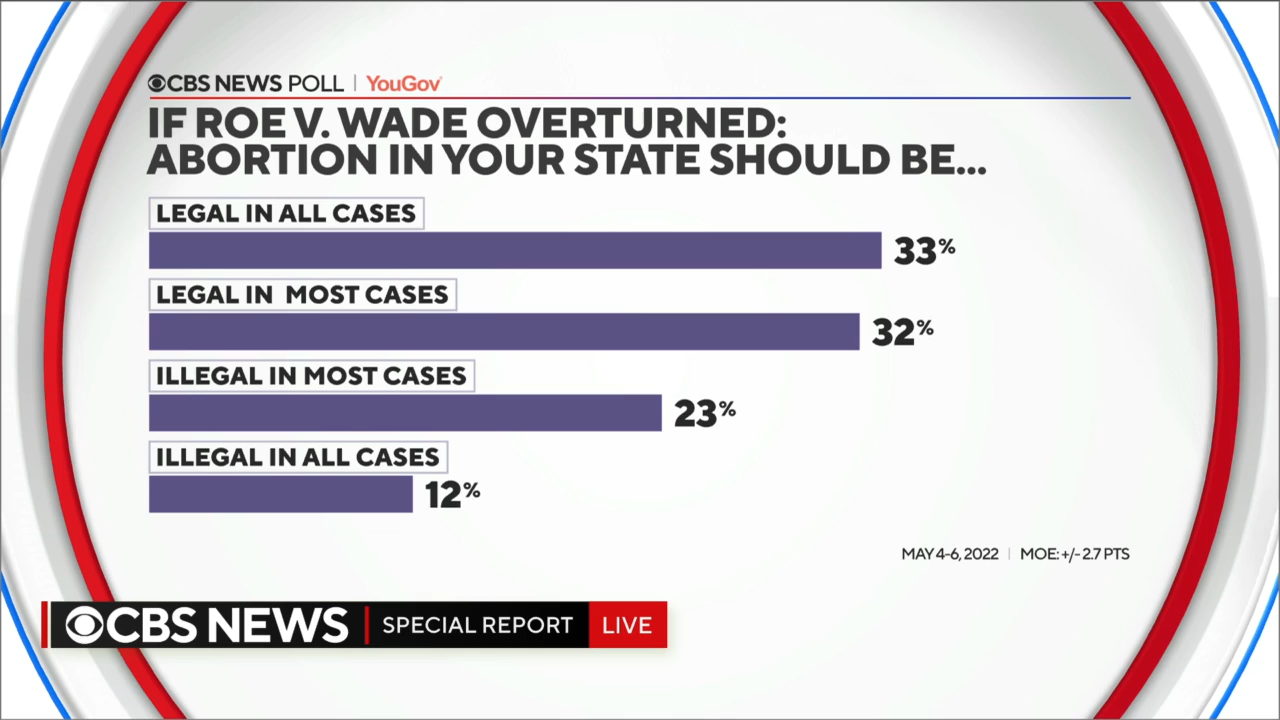 CBS NEWS POLL | YouGov
IF ROE V. WADE OVERTURNED:
ABORTION IN YOUR STATE SHOULD BE...
LEGAL IN ALL CASES
33%
LEGAL IN MOST CASES
32%
ILLEGAL IN MOST CASES
23%
ILLEGAL IN ALL CASES
12%
MAY 4-6, 2022 | MOE: +/- 2.7 PTS
CBS NEWS | SPECIAL REPORT LIVE